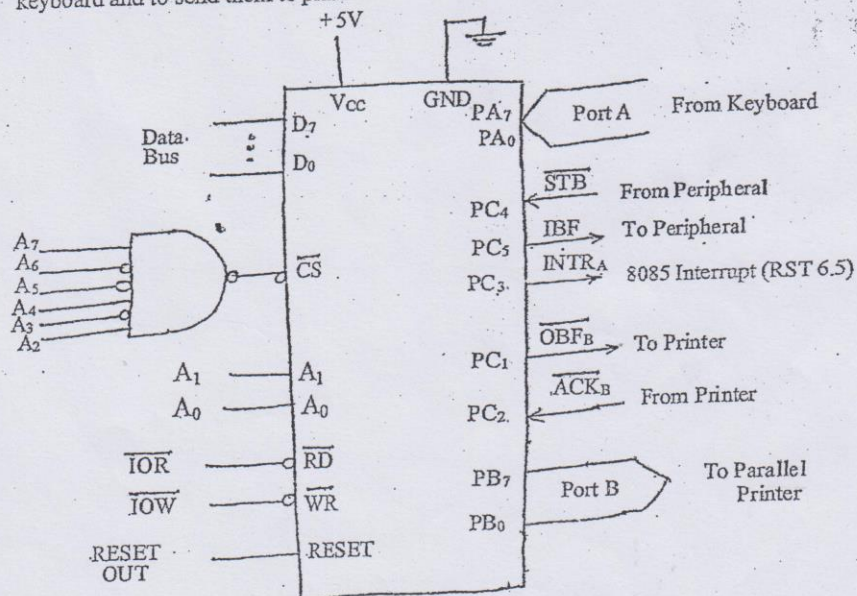 keyboard and to send them to
+5V
Vcc GND
Data
Bus
D7
D0
PA7
PA0
Port A
From Keyboard
A7
A6
A5
A4
A3
A2
CS
STB
PC4
From Peripheral
IBF
PC5
To Peripheral
INTRA
PC3
8085 Interrupt (RST 6.5)
OBFB
PC1
To Printer
ACKB
PC2
From Printer
A1 A1
A0 A0
IOR RD
IOW WR
RESET
OUT
RESET
PB7
PB0
Port B
To Parallel
Printer